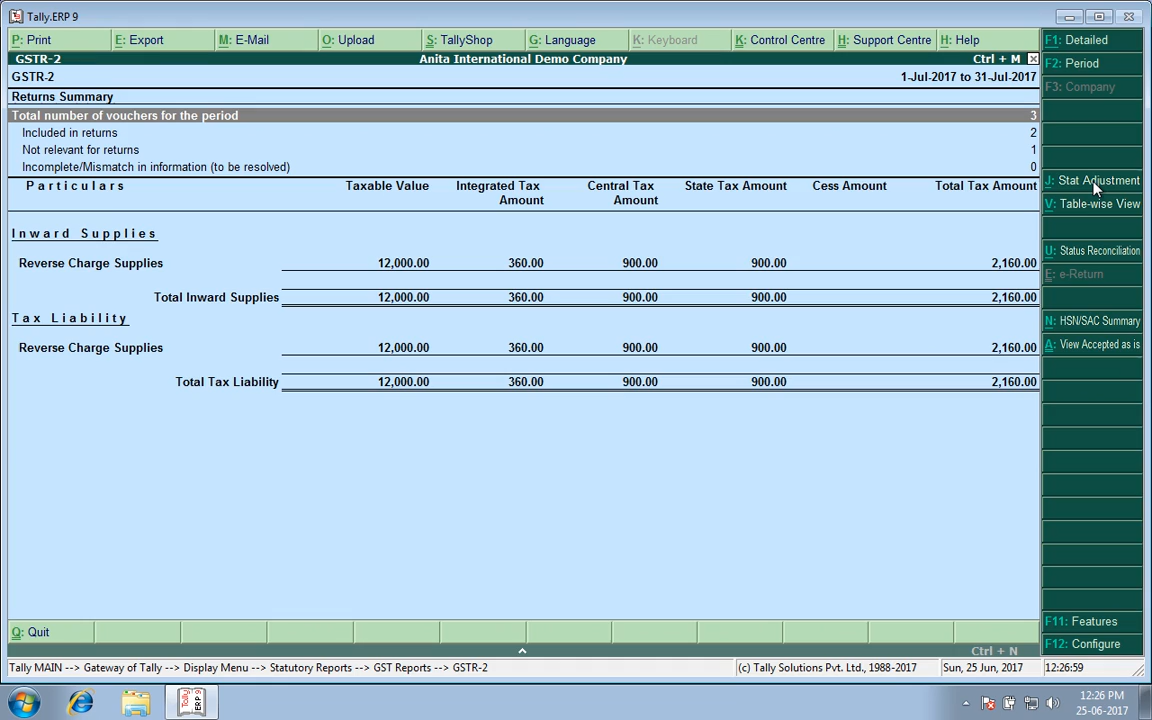 Tally.ERP 9
P: Print
E: Export
M: E-Mail
O: Upload
S: TallyShop
G: Language
K: Keyboard
K: Control Centre
H: Support Centre
H: Help
F1: Detailed
GSTR-2 Anita International Demo Company Ctrl + M
F2: Period
GSTR-2 1-Jul-2017 to 31-Jul-2017
F3: Company
Returns Summary
Total number of vouchers for the period 3
Included in returns 2
Not relevant for returns 1
Incomplete/Mismatch in information (to be resolved) 0
J: Stat Adjustment
Particulars Taxable Value Integrated Tax Central Tax State Tax Amount Cess Amount Total Tax Amount
Amount Amount
V: Table-wise View
Inward Supplies
U: Status Reconciliation
Reverse Charge Supplies 12,000.00 360.00 900.00 900.00 2,160.00
E: e-Return
Total Inward Supplies 12,000.00 360.00 900.00 900.00 2,160.00
Tax Liability
N: HSN/SAC Summary
Reverse Charge Supplies 12,000.00 360.00 900.00 900.00 2,160.00
A: View Accepted as is
Total Tax Liability 12,000.00 360.00 900.00 900.00 2,160.00
F11: Features
Q: Quit
F12: Configure
Ctrl + N
Tally MAIN --> Gateway of Tally --> Display Menu --> Statutory Reports --> GST Reports --> GSTR-2
(c) Tally Solutions Pvt. Ltd., 1988-2017
Sun, 25 Jun, 2017
12:26:59
Tally
ERP 9
12:26 PM
25-06-2017